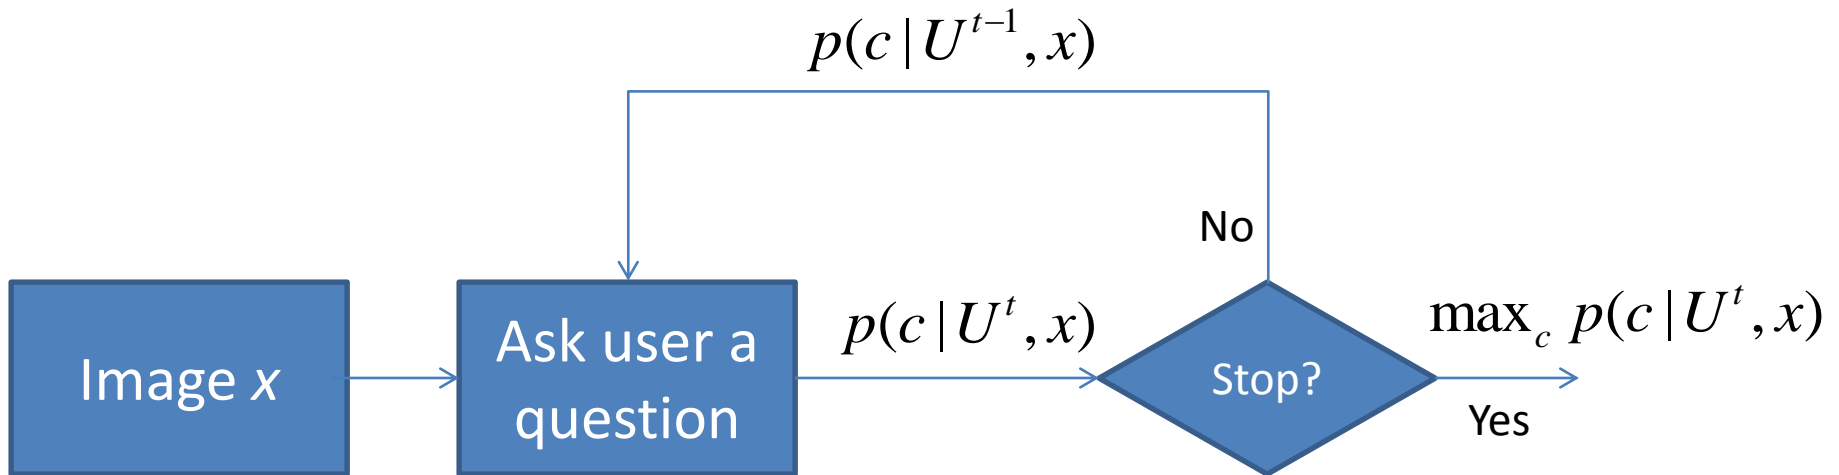 p(c | U^{t−1}, x)
No
Image x
Ask user a
question
p(c | U^t, x)
Stop?
max_c p(c | U^t, x)
Yes